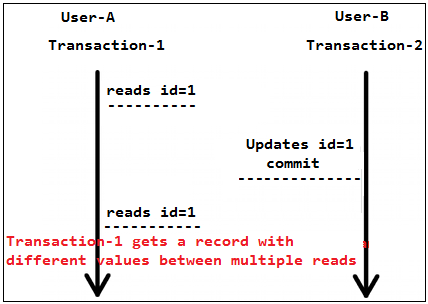 User-A
User-B
Transaction-1
Transaction-2
reads id=1
Updates id=1
commit
reads id=1
Transaction-1 gets a record with
different values between multiple reads